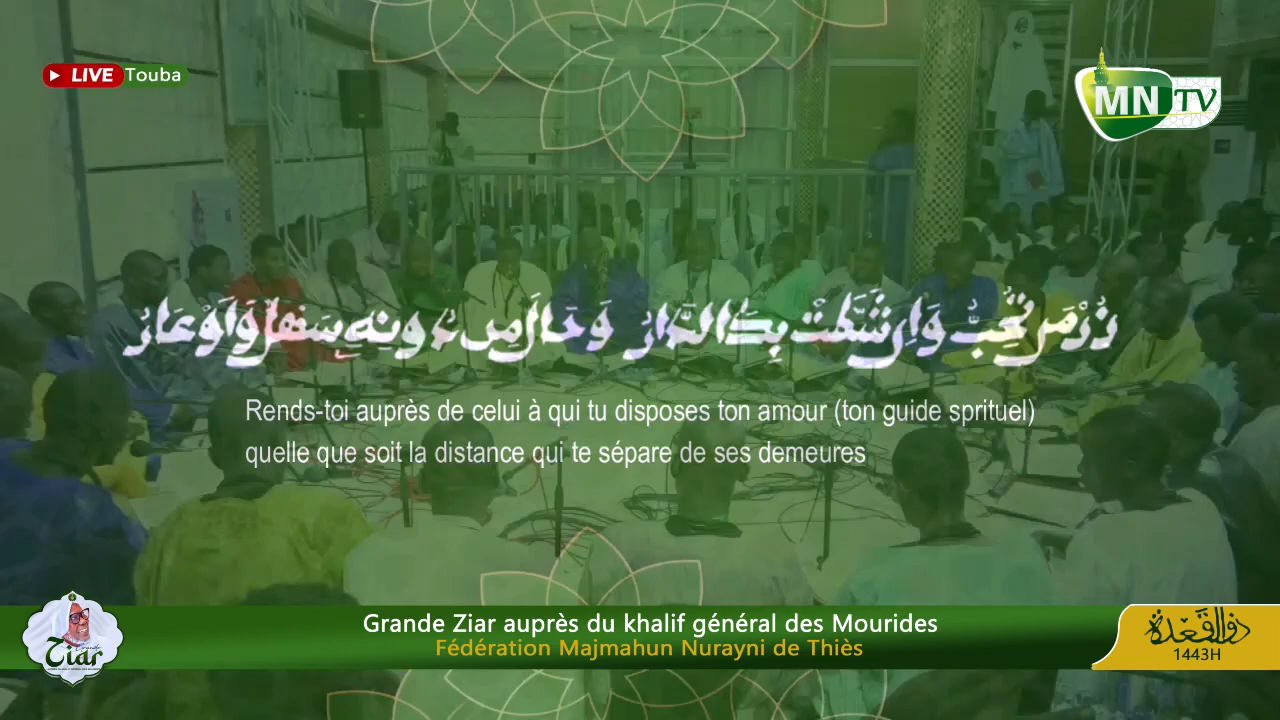 LIVE Touba
MN TV
زُرْ مَن تُّحِبُّ وَإِن شَطَّتْ بِكَ الدَّارُ وَحَالَ مِن دُونِهِ
Rends-toi auprès de celui à qui tu disposes ton amour (ton guide sprituel)
quelle que soit la distance qui te sépare de ses demeures
Grande Ziar auprès du khalif général des Mourides
Fédération Majmahun Nurayni de Thiès
Grande
Ziar
ذو القعدة
1443H